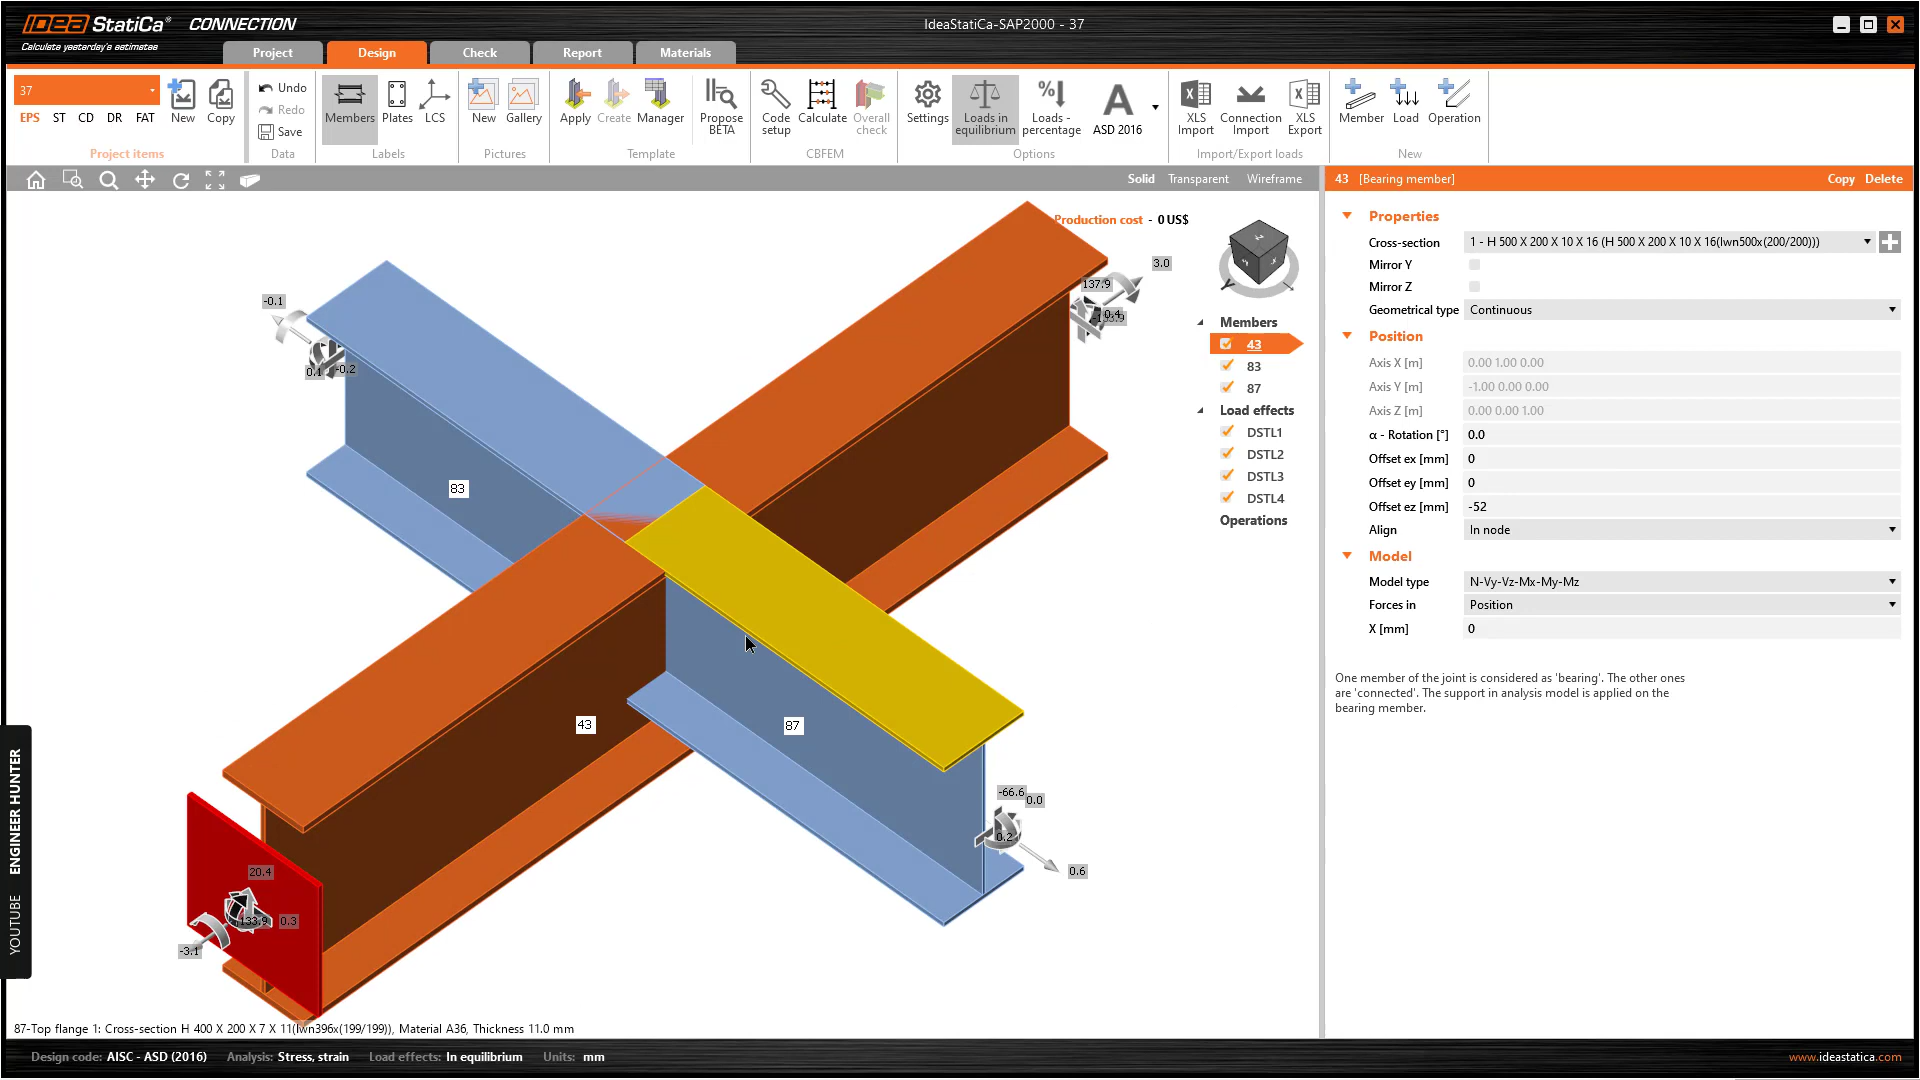 IDEA StatiCa® CONNECTION
Calculate yesterday's estimates
IdeaStatiCa-SAP2000 - 37
Project Design Check Report Materials
37
EPS ST CD DR FAT
New Copy
Project items
Undo
Redo
Save
Data
Members Plates LCS
Labels
New Gallery
Pictures
Apply Create Manager Propose BETA
Template
Code setup Calculate Overall check
CBFEM
Settings Loads in equilibrium Loads - percentage ASD 2016
Options
XLS Import Connection Import XLS Export
Import/Export loads
Member Load Operation
New
Solid Transparent Wireframe
43 [Bearing member] Copy Delete
Production cost - 0 US$
3.0
137.9
0.4
-0.1
0.1
-0.2
83
43
87
-66.6
0.0
0.2
0.6
20.4
133.9
0.3
-3.1
Members
43
83
87
Load effects
DSTL1
DSTL2
DSTL3
DSTL4
Operations
Properties
Cross-section 1 - H 500 X 200 X 10 X 16 (H 500 X 200 X 10 X 16(Iwn500x(200/200)))
Mirror Y
Mirror Z
Geometrical type Continuous
Position
Axis X [m] 0.00 1.00 0.00
Axis Y [m] -1.00 0.00 0.00
Axis Z [m] 0.00 0.00 1.00
α - Rotation [°] 0.0
Offset ex [mm] 0
Offset ey [mm] 0
Offset ez [mm] -52
Align In node
Model
Model type N-Vy-Vz-Mx-My-Mz
Forces in Position
X [mm] 0
One member of the joint is considered as 'bearing'. The other ones
are 'connected'. The support in analysis model is applied on the
bearing member.
YOUTUBE ENGINEER HUNTER
87-Top flange 1: Cross-section H 400 X 200 X 7 X 11(Iwn396x(199/199)), Material A36, Thickness 11.0 mm
Design code: AISC - ASD (2016) Analysis: Stress, strain Load effects: In equilibrium Units: mm
www.ideastatica.com